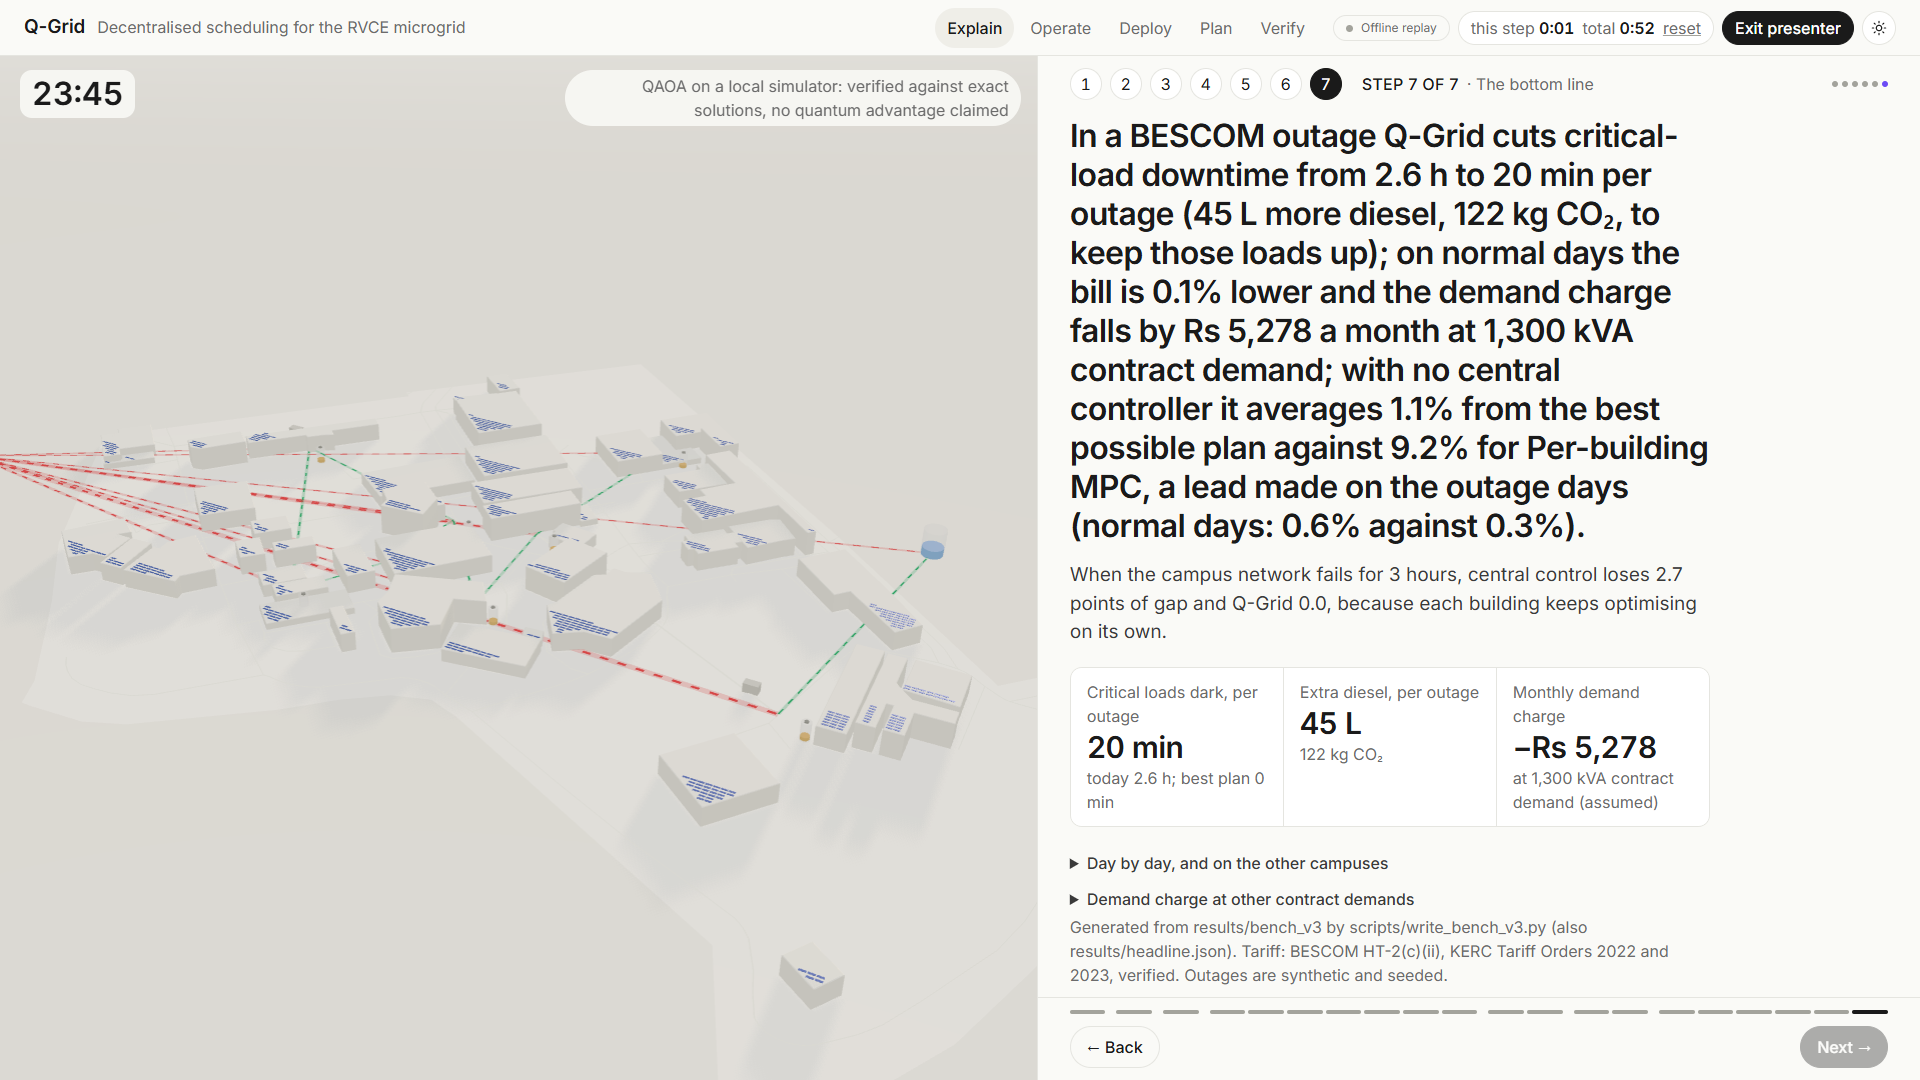 Q-Grid Decentralised scheduling for the RVCE microgrid
Explain Operate Deploy Plan Verify Offline replay this step 0:01 total 0:52 reset Exit presenter
23:45
QAOA on a local simulator: verified against exact
solutions, no quantum advantage claimed
1 2 3 4 5 6 7 STEP 7 OF 7 · The bottom line
In a BESCOM outage Q-Grid cuts critical-
load downtime from 2.6 h to 20 min per
outage (45 L more diesel, 122 kg CO₂, to
keep those loads up); on normal days the
bill is 0.1% lower and the demand charge
falls by Rs 5,278 a month at 1,300 kVA
contract demand; with no central
controller it averages 1.1% from the best
possible plan against 9.2% for Per-building
MPC, a lead made on the outage days
(normal days: 0.6% against 0.3%).
When the campus network fails for 3 hours, central control loses 2.7
points of gap and Q-Grid 0.0, because each building keeps optimising
on its own.
Critical loads dark, per
outage
20 min
today 2.6 h; best plan 0
min
Extra diesel, per outage
45 L
122 kg CO₂
Monthly demand
charge
−Rs 5,278
at 1,300 kVA contract
demand (assumed)
▶ Day by day, and on the other campuses
▶ Demand charge at other contract demands
Generated from results/bench_v3 by scripts/write_bench_v3.py (also
results/headline.json). Tariff: BESCOM HT-2(c)(ii), KERC Tariff Orders 2022 and
2023, verified. Outages are synthetic and seeded.
← Back
Next →